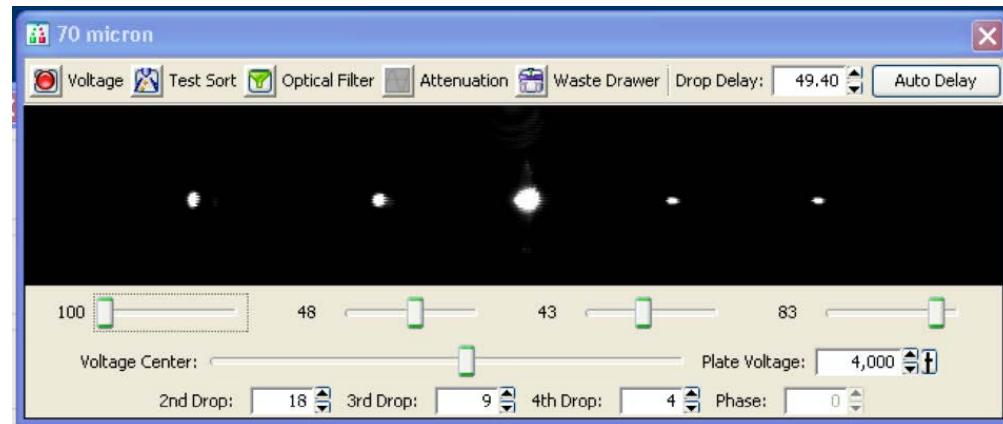 70 micron
Voltage Test Sort Optical Filter Attenuation Waste Drawer Drop Delay: 49.40 Auto Delay
100 48 43 83
Voltage Center: Plate Voltage: 4,000
2nd Drop: 18 3rd Drop: 9 4th Drop: 4 Phase: 0